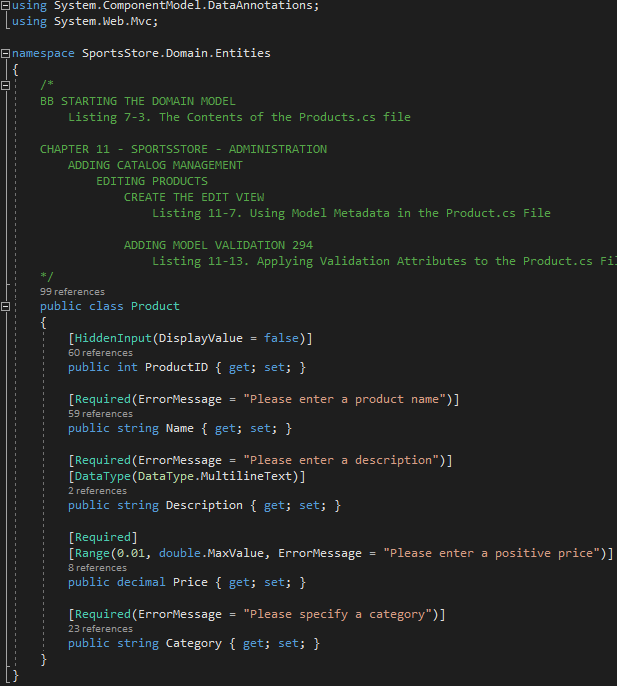 using System.ComponentModel.DataAnnotations;
using System.Web.Mvc;
namespace SportsStore.Domain.Entities
{
/*
BB STARTING THE DOMAIN MODEL
Listing 7-3. The Contents of the Products.cs file
CHAPTER 11 - SPORTSSTORE - ADMINISTRATION
ADDING CATALOG MANAGEMENT
EDITING PRODUCTS
CREATE THE EDIT VIEW
Listing 11-7. Using Model Metadata in the Product.cs File
ADDING MODEL VALIDATION 294
Listing 11-13. Applying Validation Attributes to the Product.cs Fi
*/
99 references
public class Product
{
[HiddenInput(DisplayValue = false)]
60 references
public int ProductID { get; set; }
[Required(ErrorMessage = "Please enter a product name")]
59 references
public string Name { get; set; }
[Required(ErrorMessage = "Please enter a description")]
[DataType(DataType.MultilineText)]
2 references
public string Description { get; set; }
[Required]
[Range(0.01, double.MaxValue, ErrorMessage = "Please enter a positive price")]
8 references
public decimal Price { get; set; }
[Required(ErrorMessage = "Please specify a category")]
23 references
public string Category { get; set; }
}
}